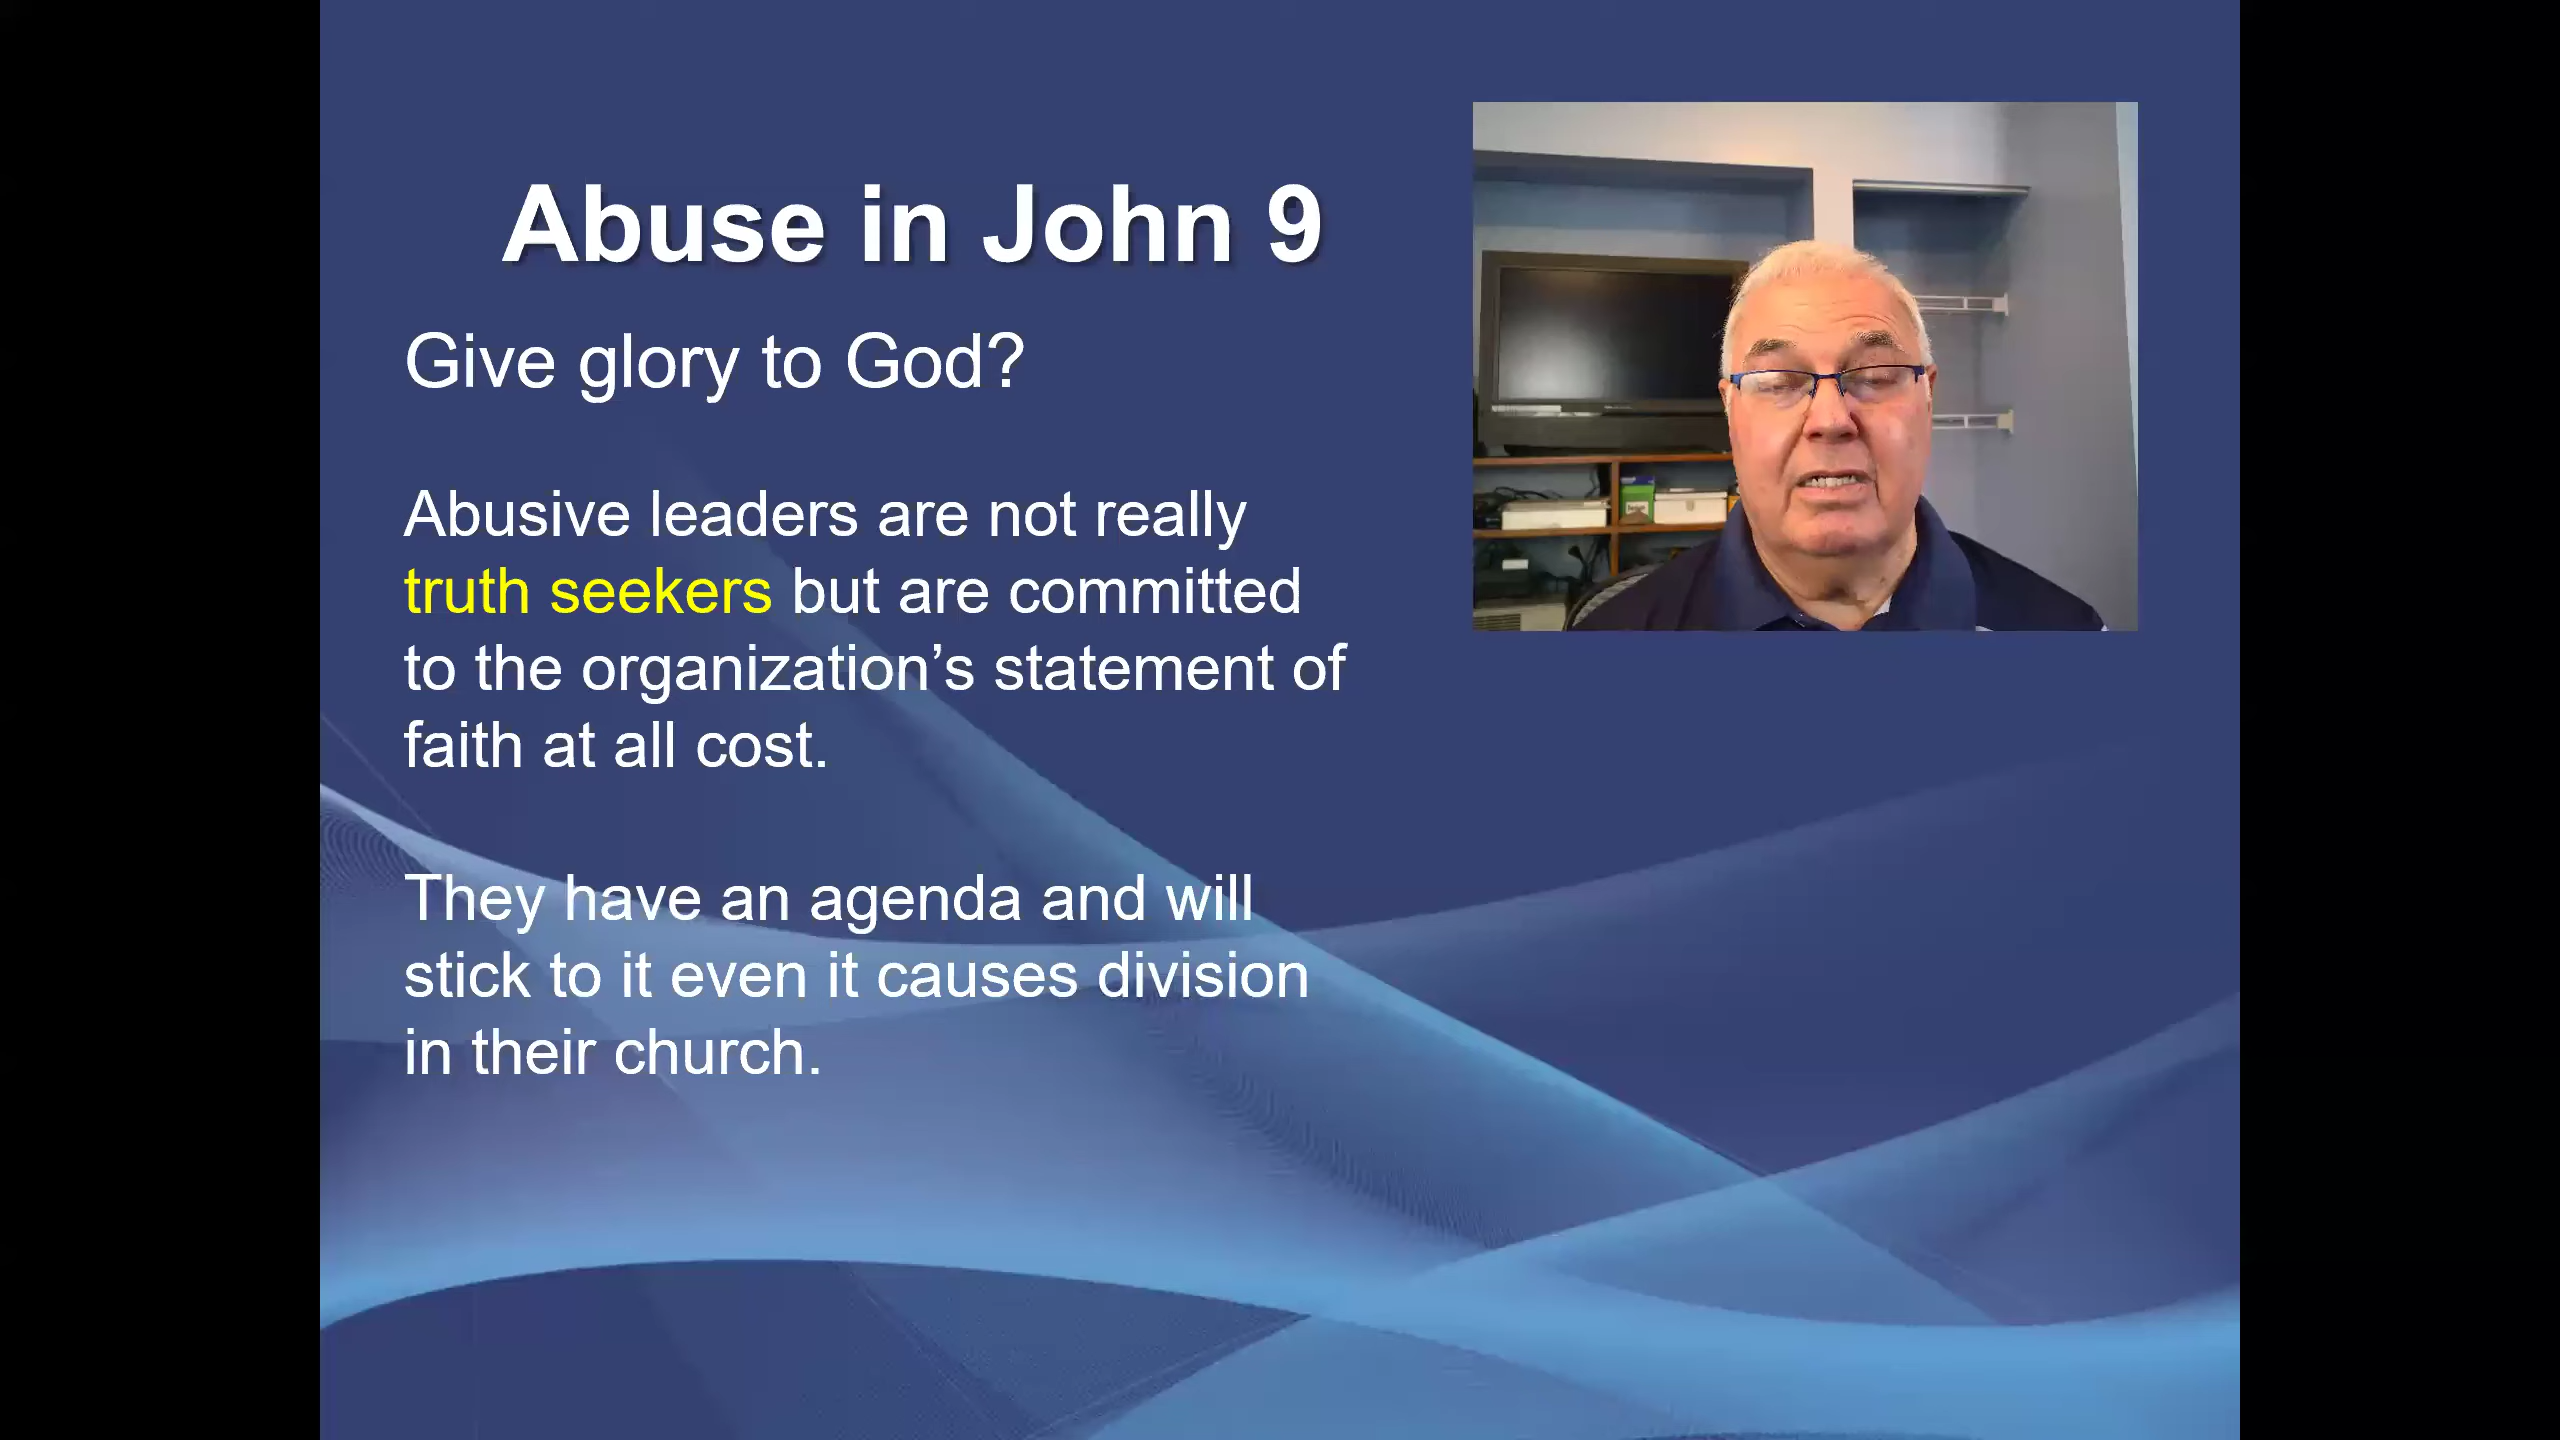 Abuse in John 9
Give glory to God?
Abusive leaders are not really
truth seekers but are committed
to the organization’s statement of
faith at all cost.
They have an agenda and will
stick to it even it causes division
in their church.